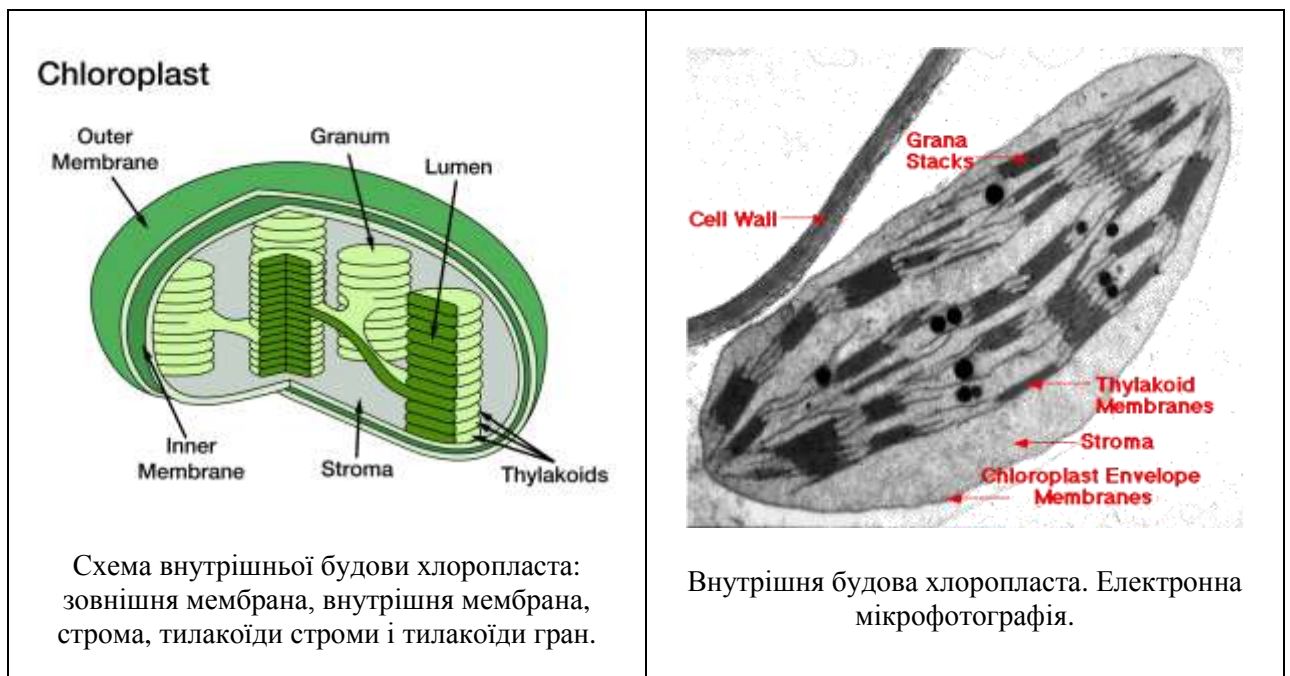 Chloroplast
Outer
Membrane
Granum
Lumen
Inner
Membrane
Stroma
Thylakoids
Схема внутрішньої будови хлоропласта:
зовнішня мембрана, внутрішня мембрана,
строма, тилакоїди строми і тилакоїди гран.
Grana
Stacks
Cell Wall
Thylakoid
Membranes
Stroma
Chloroplast Envelope
Membranes
Внутрішня будова хлоропласта. Електронна
мікрофотографія.